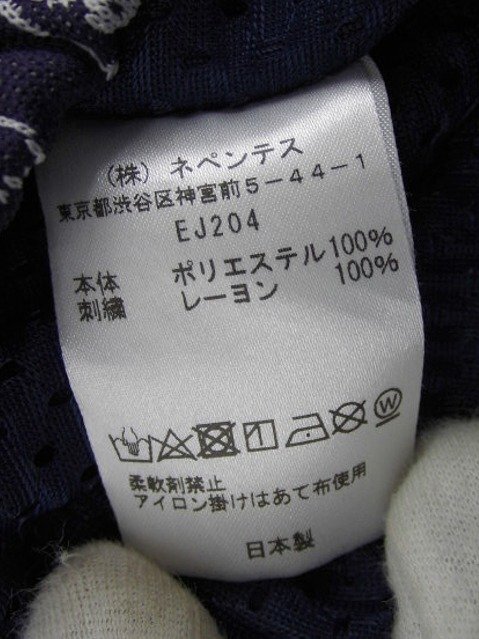 （株）ネペンテス
東京都渋谷区神宮前5－44－1
EJ204
本体 ポリエステル100%
刺繍 レーヨン 100%
W
柔軟剤禁止
アイロン掛けはあて布使用
日本製